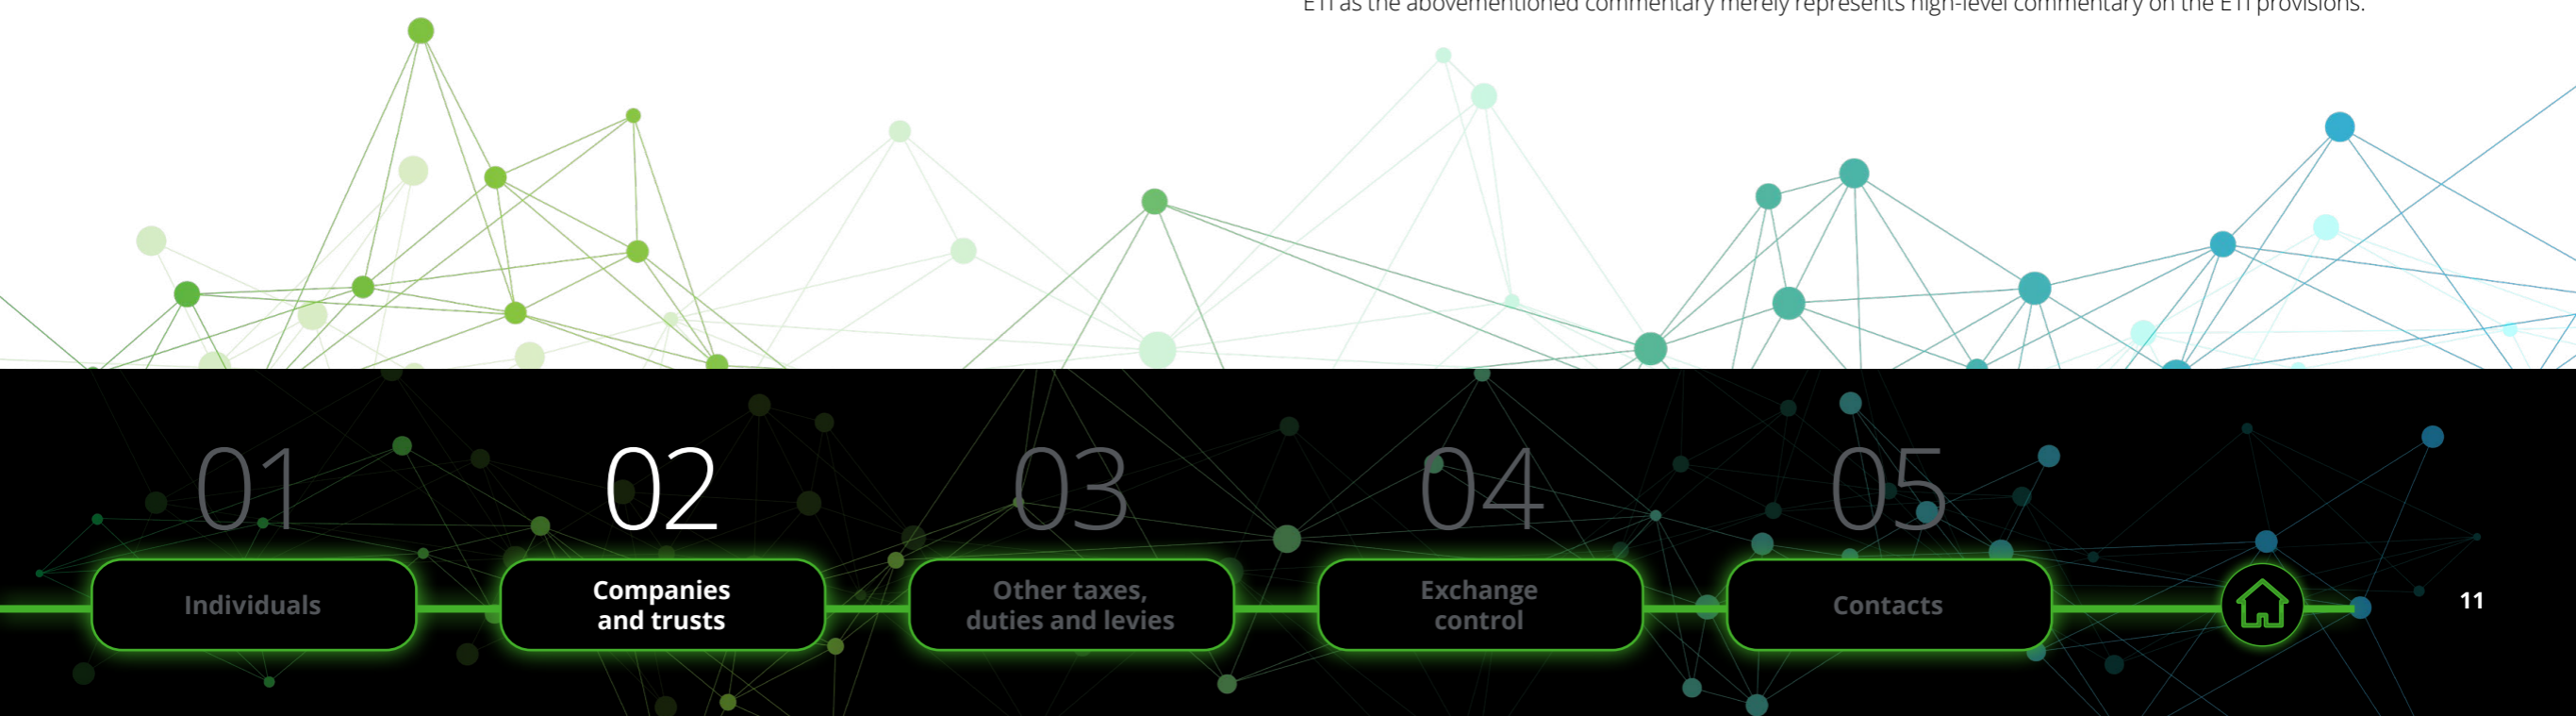 ETI as the abovementioned commentary merely represents high-level commentary on the ETI provisions.
01
02
03
04
05
Individuals
Companies
and trusts
Other taxes,
duties and levies
Exchange
control
Contacts
11